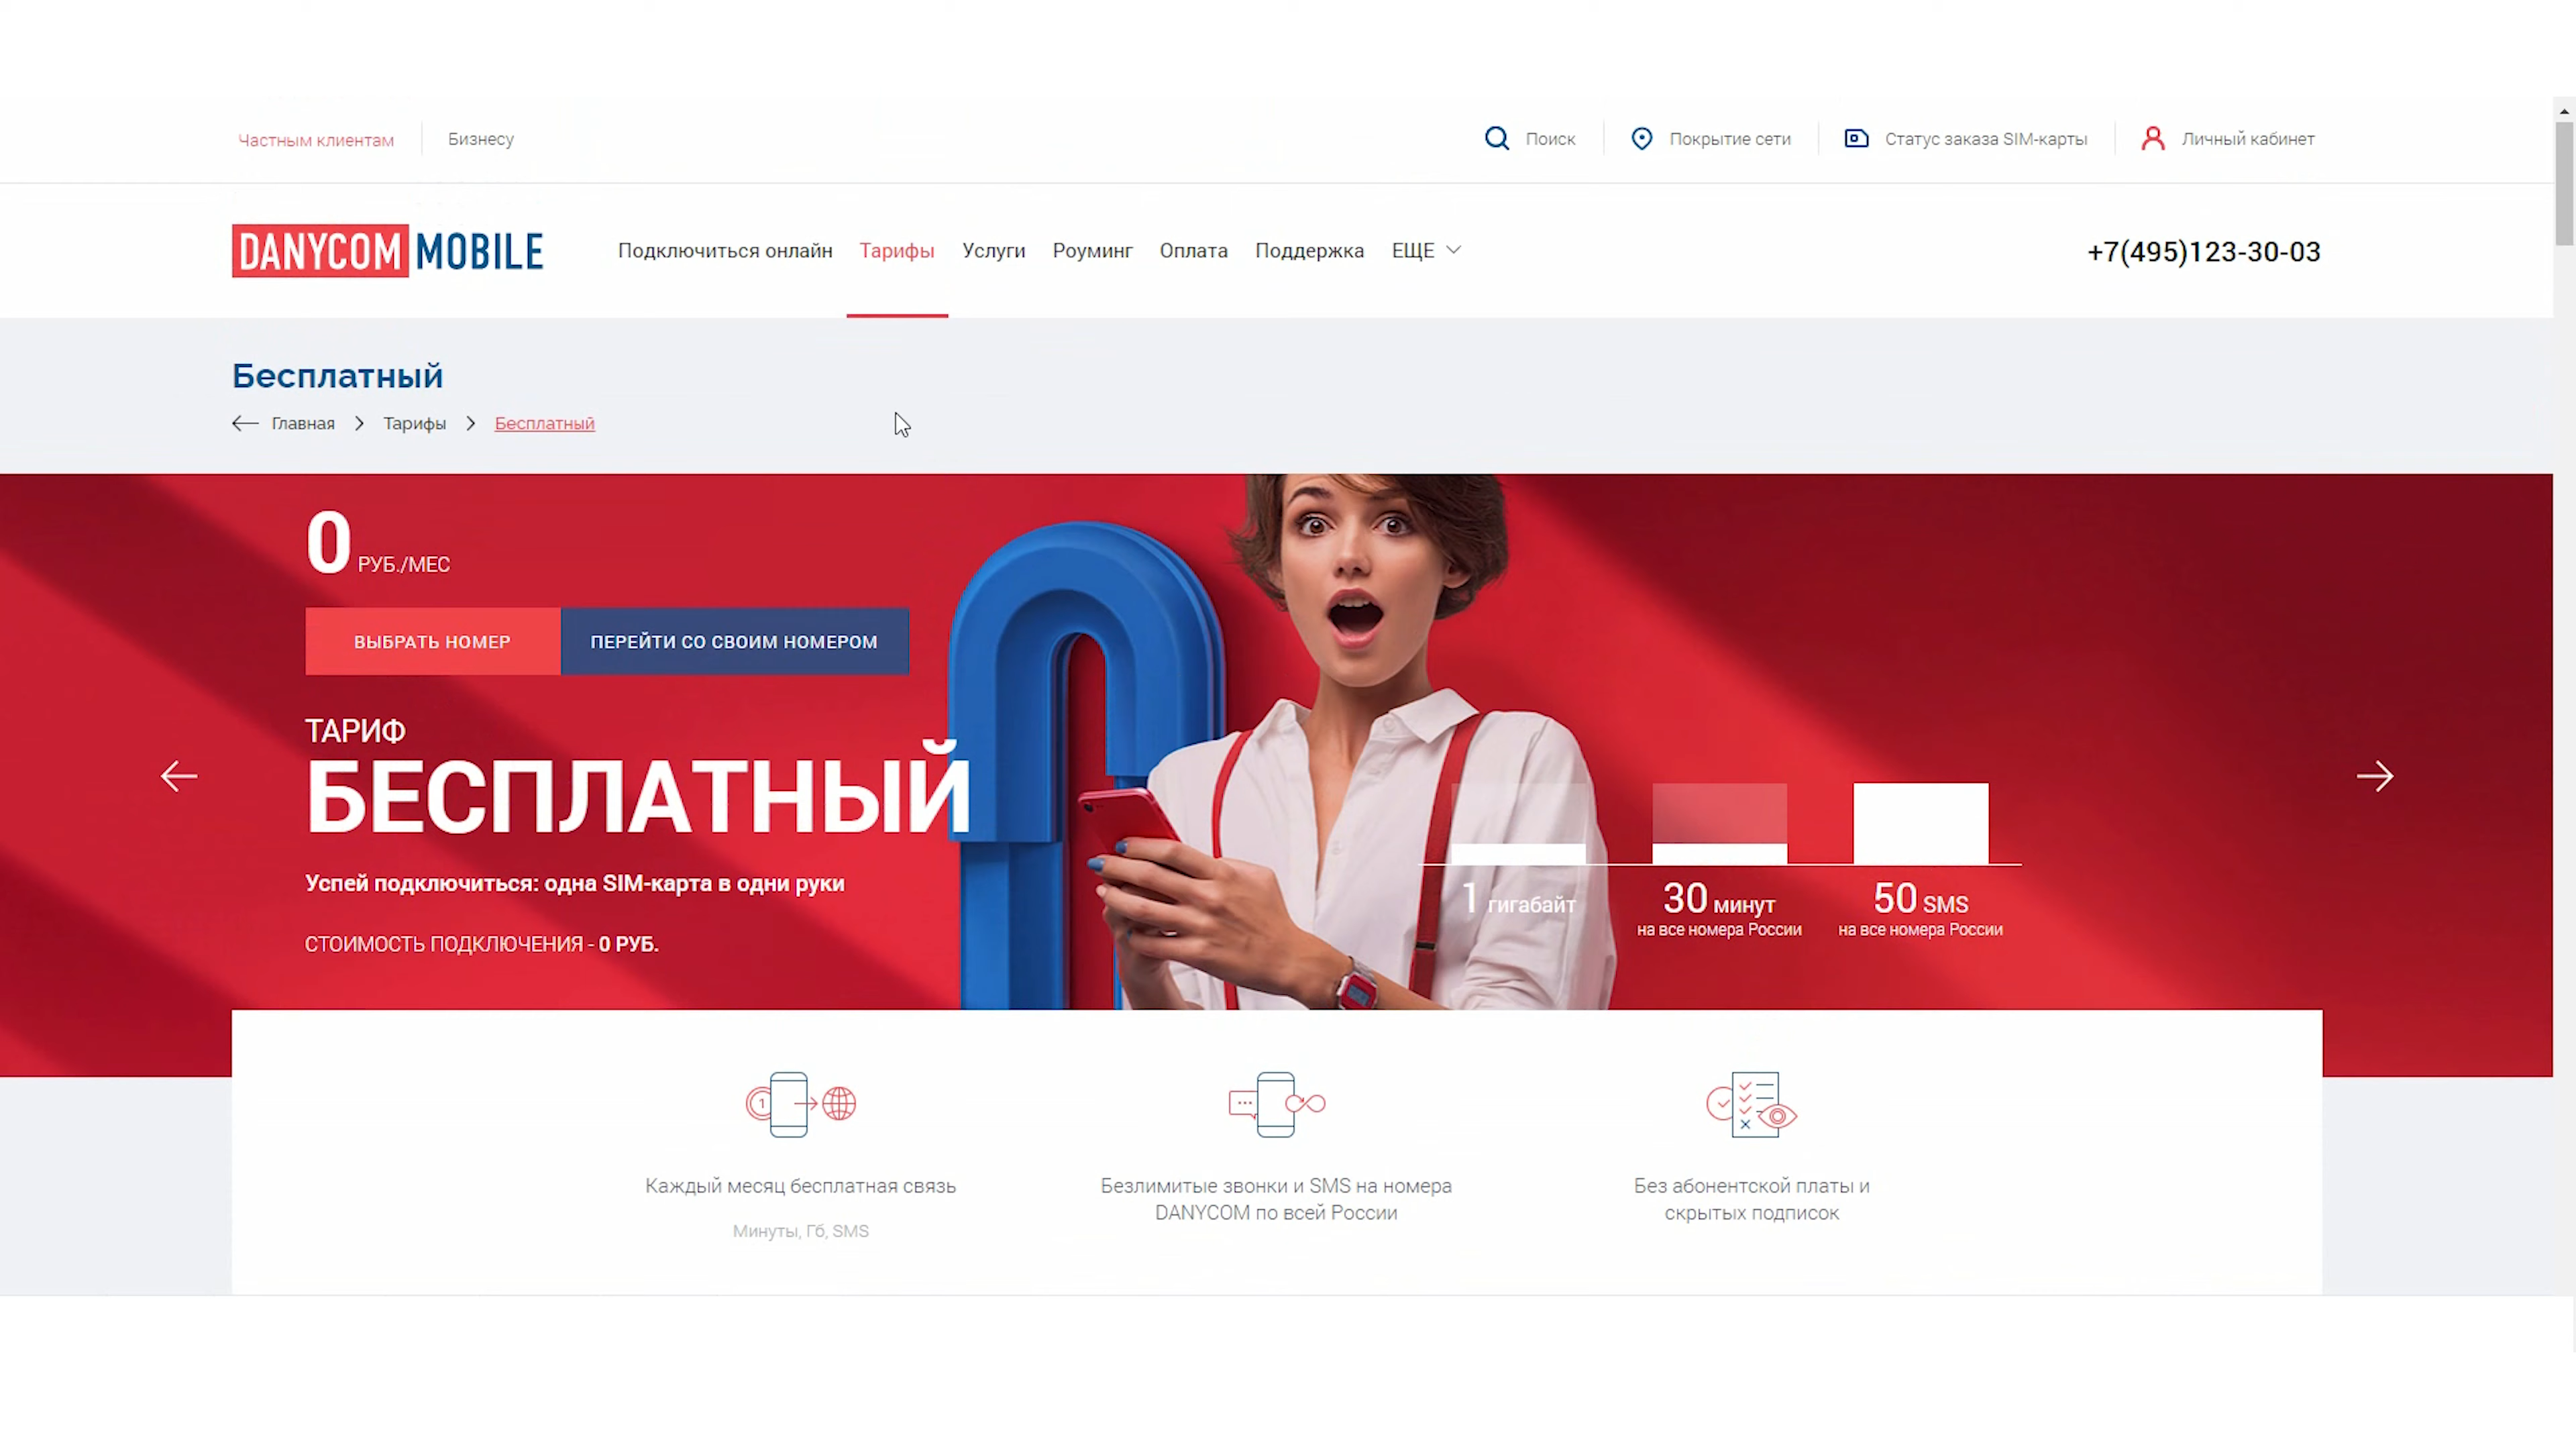 Частным клиентам
Бизнесу
Поиск
Покрытие сети
Статус заказа SIM-карты
Личный кабинет
DANYCOM MOBILE
Подключиться онлайн
Тарифы
Услуги
Роуминг
Оплата
Поддержка
ЕЩЕ
+7(495)123-30-03
Бесплатный
Главная
Тарифы
Бесплатный
0 РУБ./МЕС
ВЫБРАТЬ НОМЕР
ПЕРЕЙТИ СО СВОИМ НОМЕРОМ
ТАРИФ
БЕСПЛАТНЫЙ
Успей подключиться: одна SIM-карта в одни руки
СТОИМОСТЬ ПОДКЛЮЧЕНИЯ - 0 РУБ.
1 гигабайт
30 минут
на все номера России
50 SMS
на все номера России
1
Каждый месяц бесплатная связь
Минуты, Гб, SMS
Безлимитые звонки и SMS на номера
DANYCOM по всей России
Без абонентской платы и
скрытых подписок